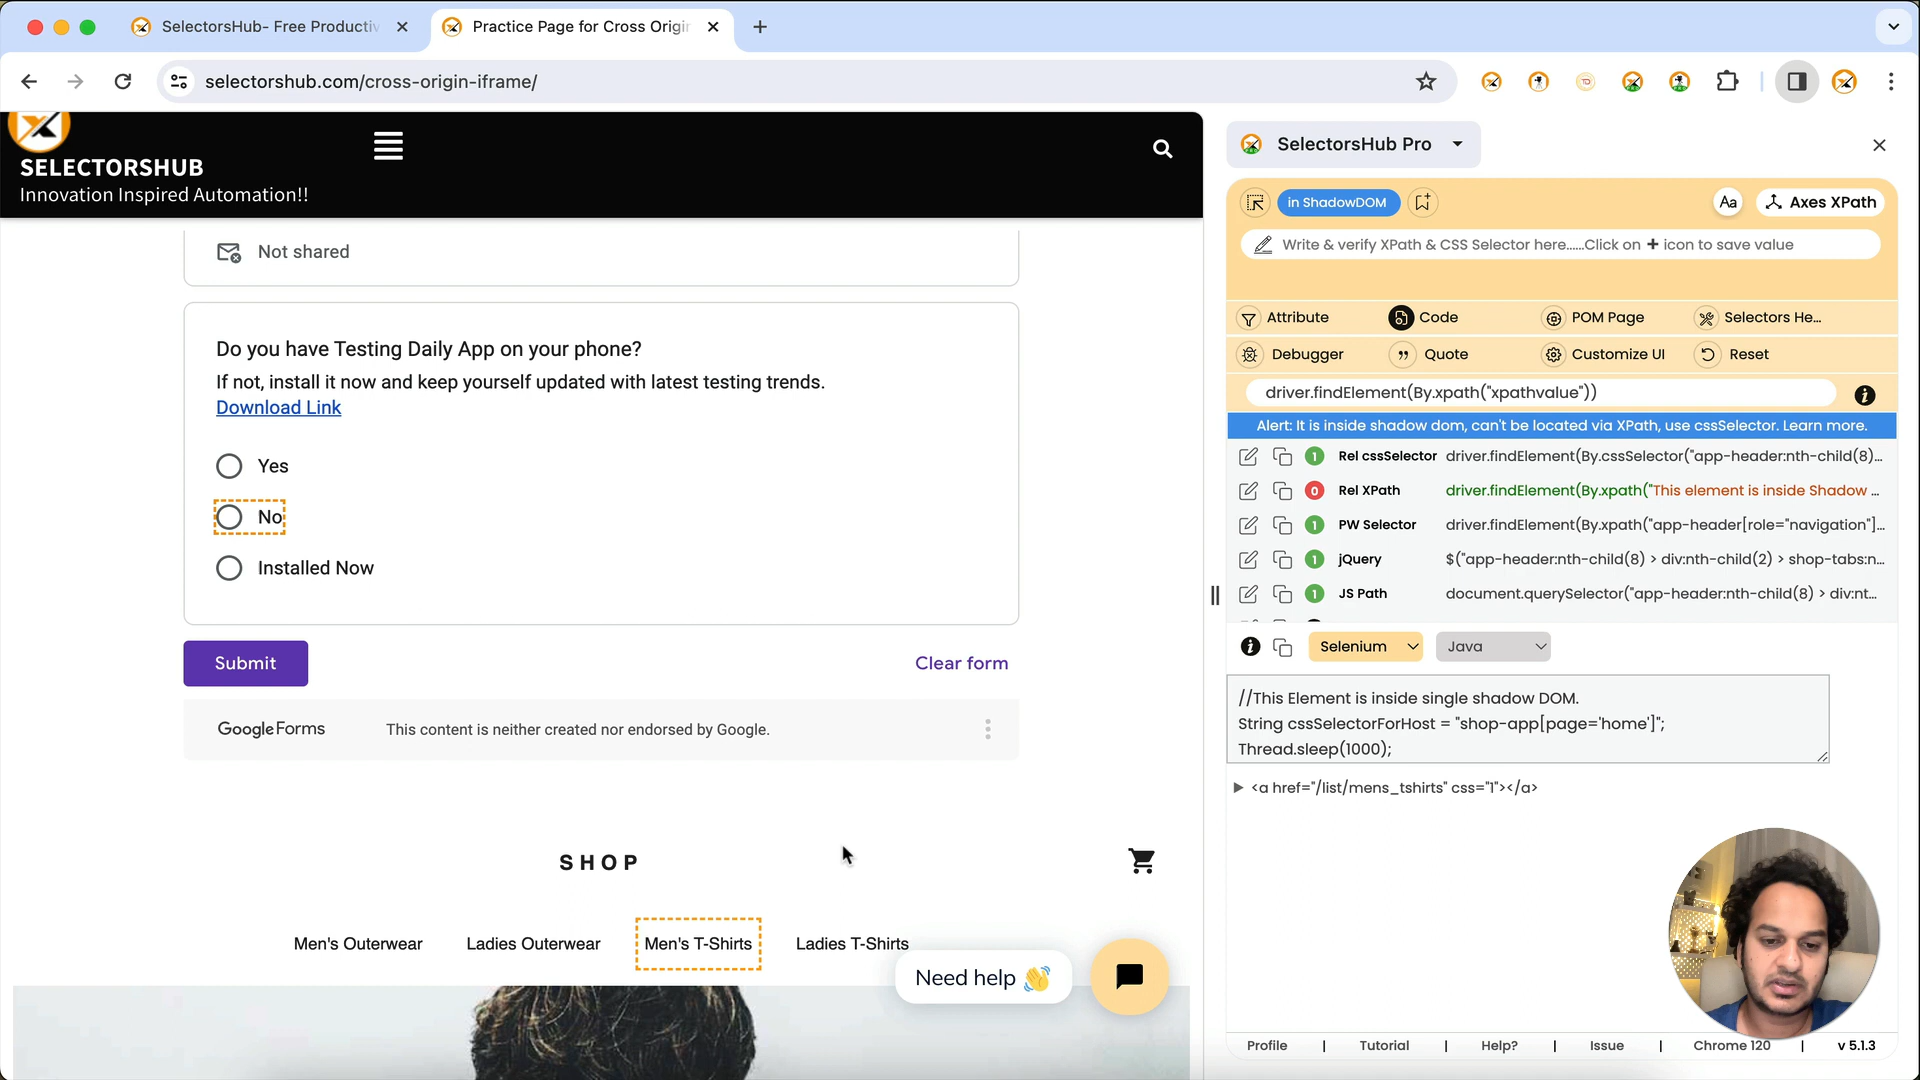 SelectorsHub- Free Productiv
Practice Page for Cross Origin
selectorshub.com/cross-origin-iframe/
SELECTORSHUB
Innovation Inspired Automation!!
Not shared
Do you have Testing Daily App on your phone?
If not, install it now and keep yourself updated with latest testing trends.
Download Link
Yes
No
Installed Now
Submit
Clear form
Google Forms
This content is neither created nor endorsed by Google.
SHOP
Men's Outerwear
Ladies Outerwear
Men's T-Shirts
Ladies T-Shirts
Need help 👋
SelectorsHub Pro
in ShadowDOM
Aa
Axes XPath
Write & verify XPath & CSS Selector here......Click on + icon to save value
Attribute
Code
POM Page
Selectors He...
Debugger
Quote
Customize UI
Reset
driver.findElement(By.xpath("xpathvalue"))
Alert: It is inside shadow dom, can't be located via XPath, use cssSelector. Learn more.
1 Rel cssSelector driver.findElement(By.cssSelector("app-header:nth-child(8)...
0 Rel XPath driver.findElement(By.xpath("This element is inside Shadow ...
1 PW Selector driver.findElement(By.xpath("app-header[role="navigation"]...
1 jQuery $("app-header:nth-child(8) > div:nth-child(2) > shop-tabs:n...
1 JS Path document.querySelector("app-header:nth-child(8) > div:nt...
Selenium
Java
//This Element is inside single shadow DOM.
String cssSelectorForHost = "shop-app[page='home']";
Thread.sleep(1000);
<a href="/list/mens_tshirts" css="1"></a>
Profile | Tutorial | Help? | Issue | Chrome 120 | v 5.1.3